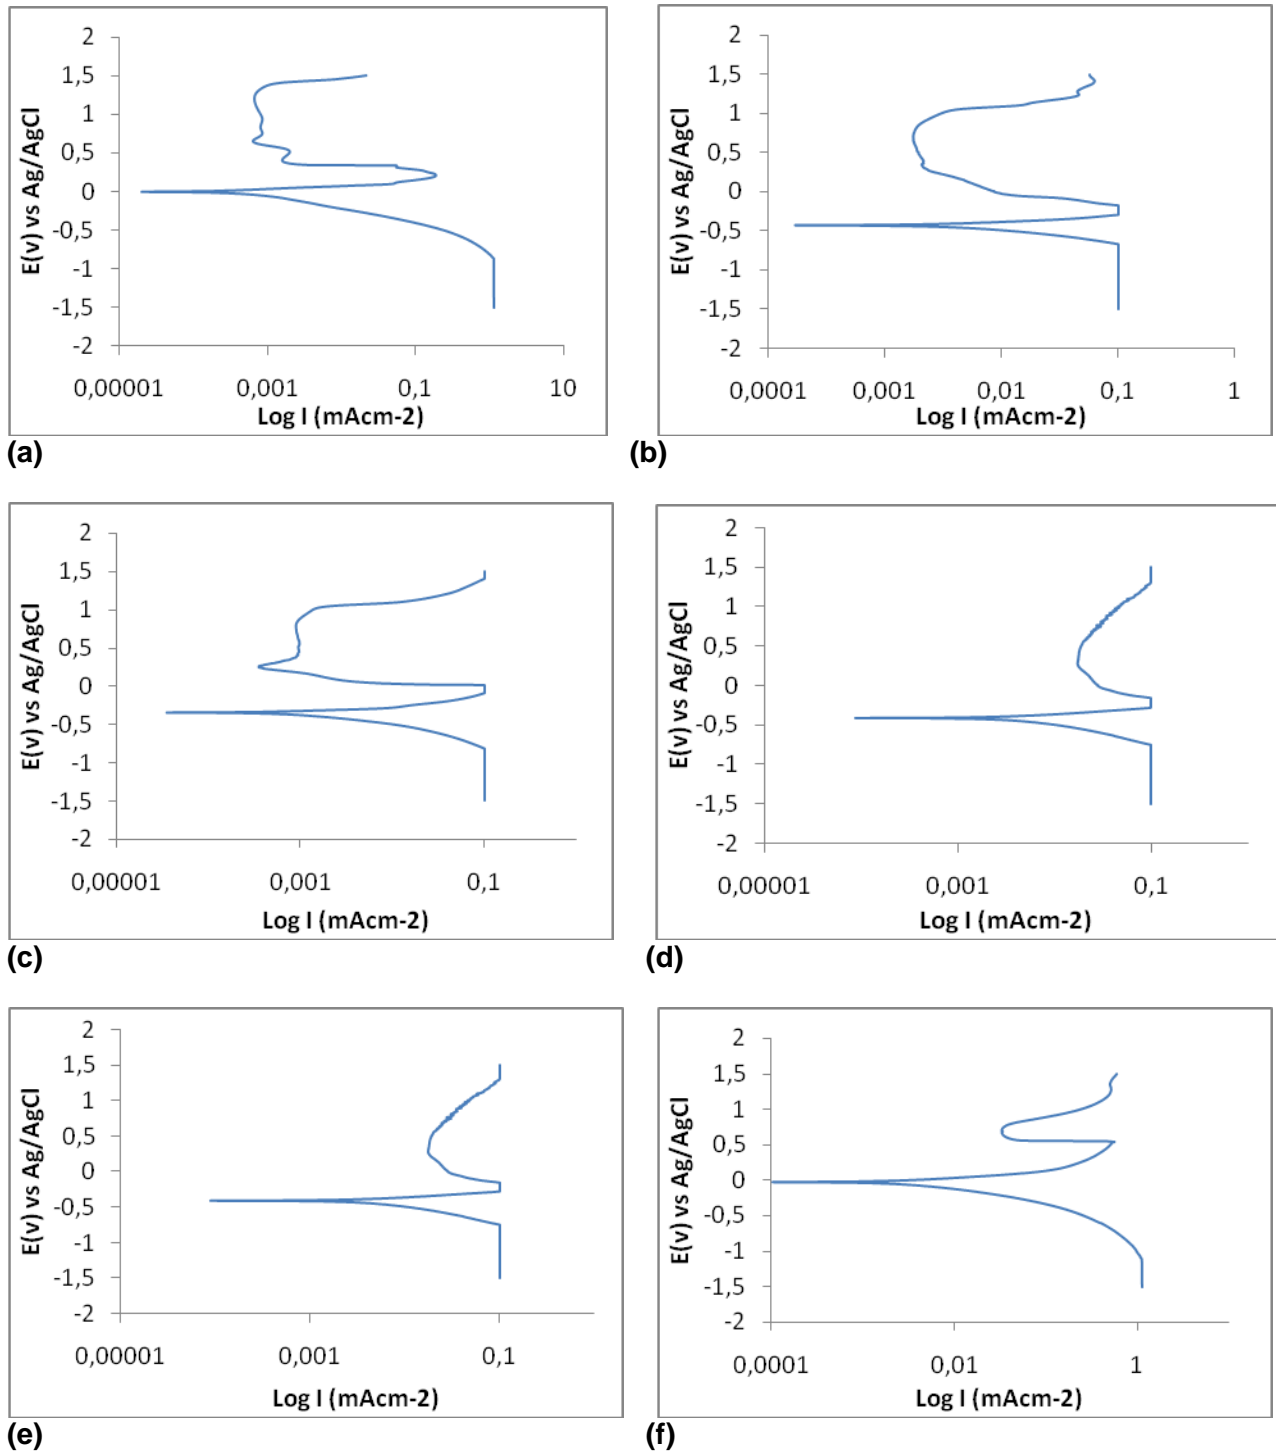 2
1,5
1
0,5
0
-0,5
-1
-1,5
-2
E(v) vs Ag/AgCl
0,00001 0,001 0,1 10
Log I (mAcm-2)
(a)
2
1,5
1
0,5
0
-0,5
-1
-1,5
-2
E(v) vs Ag/AgCl
0,0001 0,001 0,01 0,1 1
Log I (mAcm-2)
(b)
2
1,5
1
0,5
0
-0,5
-1
-1,5
-2
E(v) vs Ag/AgCl
0,00001 0,001 0,1
Log I (mAcm-2)
(c)
2
1,5
1
0,5
0
-0,5
-1
-1,5
-2
E(v) vs Ag/AgCl
0,00001 0,001 0,1
Log I (mAcm-2)
(d)
2
1,5
1
0,5
0
-0,5
-1
-1,5
-2
E(v) vs Ag/AgCl
0,00001 0,001 0,1
Log I (mAcm-2)
(e)
2
1,5
1
0,5
0
-0,5
-1
-1,5
-2
E(v) vs Ag/AgCl
0,0001 0,01 1
Log I (mAcm-2)
(f)